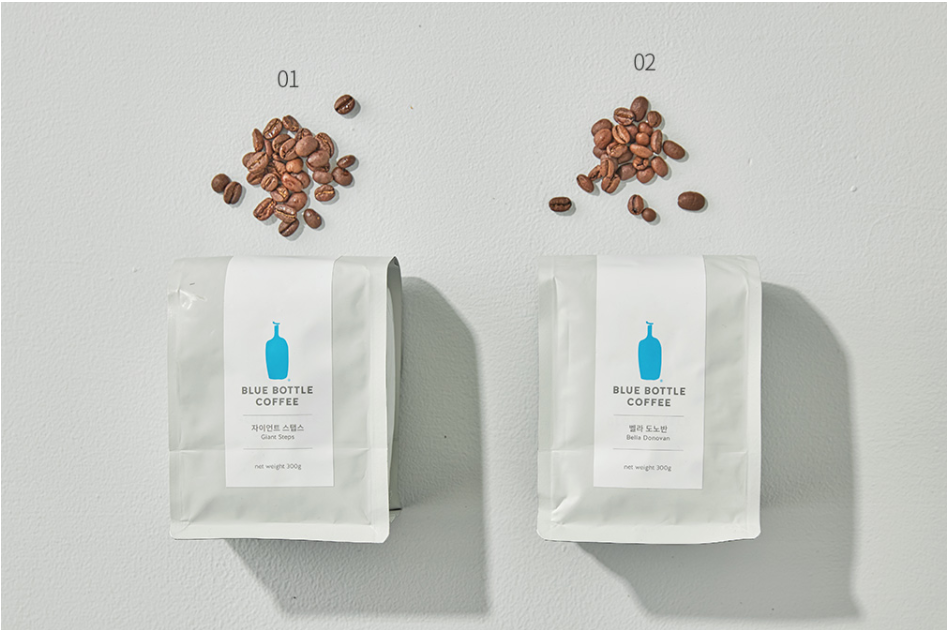 01
02
BLUE BOTTLE
COFFEE
자이언트 스텝스
Giant Steps
net weight 300g
BLUE BOTTLE
COFFEE
벨라 도노반
Bella Donovan
net weight 300g